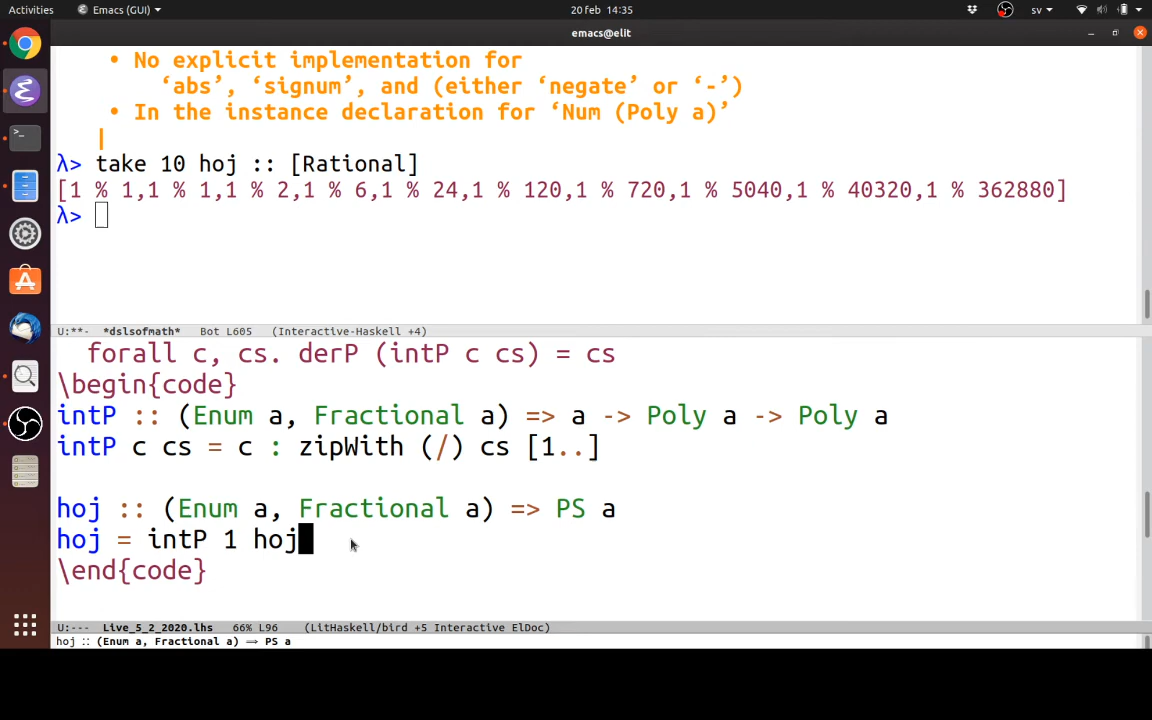 Activities Emacs (GUI) 20 feb 14:35 sv
emacs@elit
• No explicit implementation for
‘abs’, ‘signum’, and (either ‘negate’ or ‘-’)
• In the instance declaration for ‘Num (Poly a)’
|
λ> take 10 hoj :: [Rational]
[1 % 1,1 % 1,1 % 2,1 % 6,1 % 24,1 % 120,1 % 720,1 % 5040,1 % 40320,1 % 362880]
λ>
U:**- *dslsofmath* Bot L605 (Interactive-Haskell +4)
forall c, cs. derP (intP c cs) = cs
\begin{code}
intP :: (Enum a, Fractional a) => a -> Poly a -> Poly a
intP c cs = c : zipWith (/) cs [1..]
hoj :: (Enum a, Fractional a) => PS a
hoj = intP 1 hoj
\end{code}
U:--- Live_5_2_2020.lhs 66% L96 (LitHaskell/bird +5 Interactive ElDoc)
hoj :: (Enum a, Fractional a) ⟹ PS a